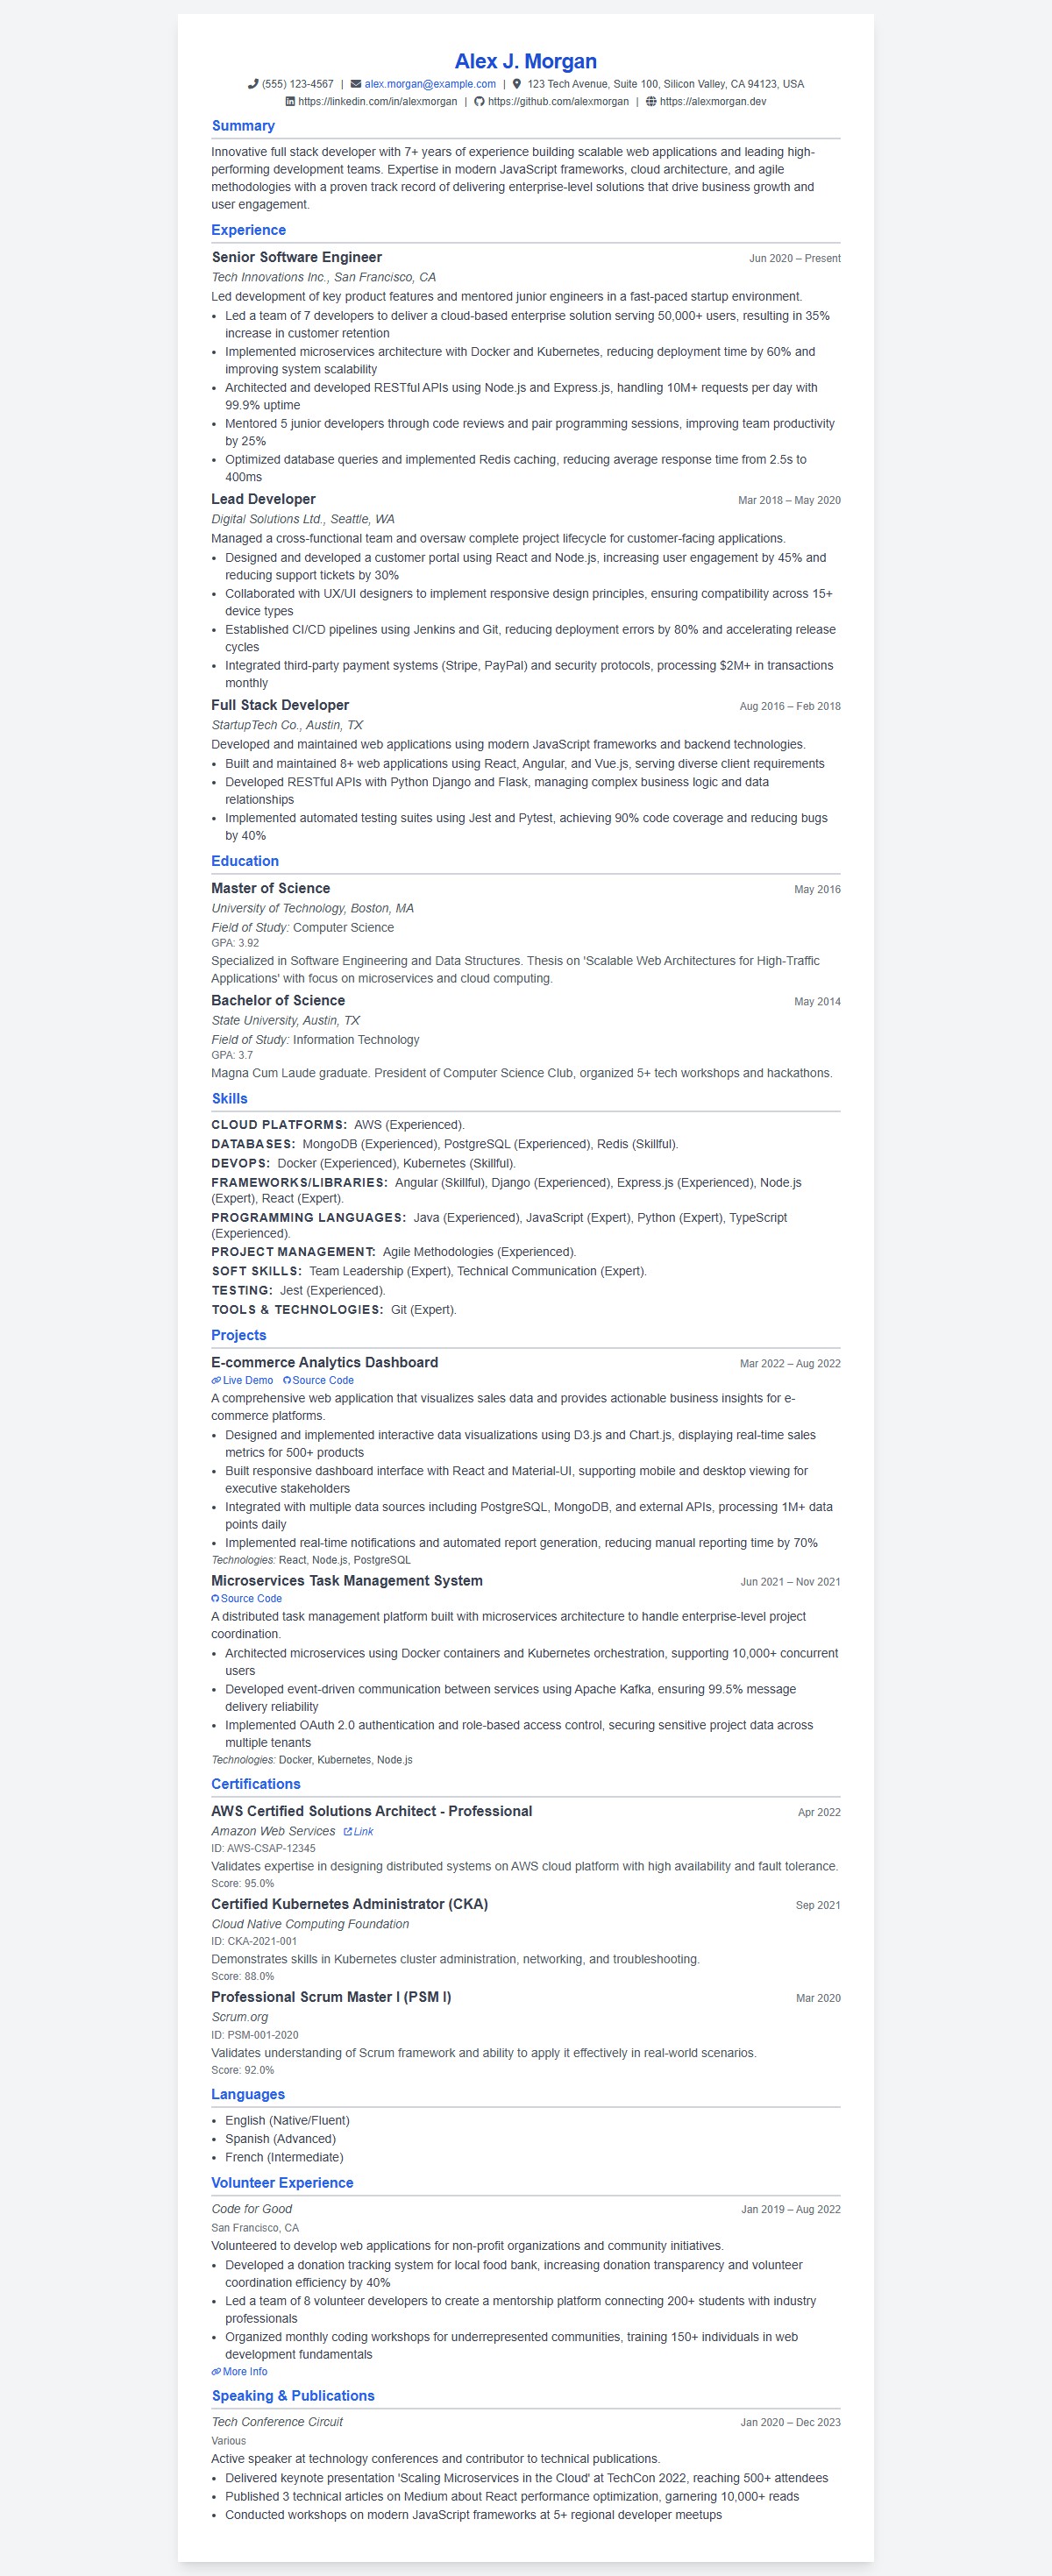 Alex J. Morgan
(555) 123-4567 | alex.morgan@example.com | 123 Tech Avenue, Suite 100, Silicon Valley, CA 94123, USA
https://linkedin.com/in/alexmorgan | https://github.com/alexmorgan | https://alexmorgan.dev
Summary
Innovative full stack developer with 7+ years of experience building scalable web applications and leading high-
performing development teams. Expertise in modern JavaScript frameworks, cloud architecture, and agile
methodologies with a proven track record of delivering enterprise-level solutions that drive business growth and
user engagement.
Experience
Senior Software Engineer Jun 2020 – Present
Tech Innovations Inc., San Francisco, CA
Led development of key product features and mentored junior engineers in a fast-paced startup environment.
• Led a team of 7 developers to deliver a cloud-based enterprise solution serving 50,000+ users, resulting in 35%
increase in customer retention
• Implemented microservices architecture with Docker and Kubernetes, reducing deployment time by 60% and
improving system scalability
• Architected and developed RESTful APIs using Node.js and Express.js, handling 10M+ requests per day with
99.9% uptime
• Mentored 5 junior developers through code reviews and pair programming sessions, improving team productivity
by 25%
• Optimized database queries and implemented Redis caching, reducing average response time from 2.5s to
400ms
Lead Developer Mar 2018 – May 2020
Digital Solutions Ltd., Seattle, WA
Managed a cross-functional team and oversaw complete project lifecycle for customer-facing applications.
• Designed and developed a customer portal using React and Node.js, increasing user engagement by 45% and
reducing support tickets by 30%
• Collaborated with UX/UI designers to implement responsive design principles, ensuring compatibility across 15+
device types
• Established CI/CD pipelines using Jenkins and Git, reducing deployment errors by 80% and accelerating release
cycles
• Integrated third-party payment systems (Stripe, PayPal) and security protocols, processing $2M+ in transactions
monthly
Full Stack Developer Aug 2016 – Feb 2018
StartupTech Co., Austin, TX
Developed and maintained web applications using modern JavaScript frameworks and backend technologies.
• Built and maintained 8+ web applications using React, Angular, and Vue.js, serving diverse client requirements
• Developed RESTful APIs with Python Django and Flask, managing complex business logic and data
relationships
• Implemented automated testing suites using Jest and Pytest, achieving 90% code coverage and reducing bugs
by 40%
Education
Master of Science May 2016
University of Technology, Boston, MA
Field of Study: Computer Science
GPA: 3.92
Specialized in Software Engineering and Data Structures. Thesis on 'Scalable Web Architectures for High-Traffic
Applications' with focus on microservices and cloud computing.
Bachelor of Science May 2014
State University, Austin, TX
Field of Study: Information Technology
GPA: 3.7
Magna Cum Laude graduate. President of Computer Science Club, organized 5+ tech workshops and hackathons.
Skills
CLOUD PLATFORMS: AWS (Experienced).
DATABASES: MongoDB (Experienced), PostgreSQL (Experienced), Redis (Skillful).
DEVOPS: Docker (Experienced), Kubernetes (Skillful).
FRAMEWORKS/LIBRARIES: Angular (Skillful), Django (Experienced), Express.js (Experienced), Node.js
(Expert), React (Expert).
PROGRAMMING LANGUAGES: Java (Experienced), JavaScript (Expert), Python (Expert), TypeScript
(Experienced).
PROJECT MANAGEMENT: Agile Methodologies (Experienced).
SOFT SKILLS: Team Leadership (Expert), Technical Communication (Expert).
TESTING: Jest (Experienced).
TOOLS & TECHNOLOGIES: Git (Expert).
Projects
E-commerce Analytics Dashboard Mar 2022 – Aug 2022
Live Demo Source Code
A comprehensive web application that visualizes sales data and provides actionable business insights for e-
commerce platforms.
• Designed and implemented interactive data visualizations using D3.js and Chart.js, displaying real-time sales
metrics for 500+ products
• Built responsive dashboard interface with React and Material-UI, supporting mobile and desktop viewing for
executive stakeholders
• Integrated with multiple data sources including PostgreSQL, MongoDB, and external APIs, processing 1M+ data
points daily
• Implemented real-time notifications and automated report generation, reducing manual reporting time by 70%
Technologies: React, Node.js, PostgreSQL
Microservices Task Management System Jun 2021 – Nov 2021
Source Code
A distributed task management platform built with microservices architecture to handle enterprise-level project
coordination.
• Architected microservices using Docker containers and Kubernetes orchestration, supporting 10,000+ concurrent
users
• Developed event-driven communication between services using Apache Kafka, ensuring 99.5% message
delivery reliability
• Implemented OAuth 2.0 authentication and role-based access control, securing sensitive project data across
multiple tenants
Technologies: Docker, Kubernetes, Node.js
Certifications
AWS Certified Solutions Architect - Professional Apr 2022
Amazon Web Services Link
ID: AWS-CSAP-12345
Validates expertise in designing distributed systems on AWS cloud platform with high availability and fault tolerance.
Score: 95.0%
Certified Kubernetes Administrator (CKA) Sep 2021
Cloud Native Computing Foundation
ID: CKA-2021-001
Demonstrates skills in Kubernetes cluster administration, networking, and troubleshooting.
Score: 88.0%
Professional Scrum Master I (PSM I) Mar 2020
Scrum.org
ID: PSM-001-2020
Validates understanding of Scrum framework and ability to apply it effectively in real-world scenarios.
Score: 92.0%
Languages
• English (Native/Fluent)
• Spanish (Advanced)
• French (Intermediate)
Volunteer Experience
Code for Good Jan 2019 – Aug 2022
San Francisco, CA
Volunteered to develop web applications for non-profit organizations and community initiatives.
• Developed a donation tracking system for local food bank, increasing donation transparency and volunteer
coordination efficiency by 40%
• Led a team of 8 volunteer developers to create a mentorship platform connecting 200+ students with industry
professionals
• Organized monthly coding workshops for underrepresented communities, training 150+ individuals in web
development fundamentals
More Info
Speaking & Publications
Tech Conference Circuit Jan 2020 – Dec 2023
Various
Active speaker at technology conferences and contributor to technical publications.
• Delivered keynote presentation 'Scaling Microservices in the Cloud' at TechCon 2022, reaching 500+ attendees
• Published 3 technical articles on Medium about React performance optimization, garnering 10,000+ reads
• Conducted workshops on modern JavaScript frameworks at 5+ regional developer meetups